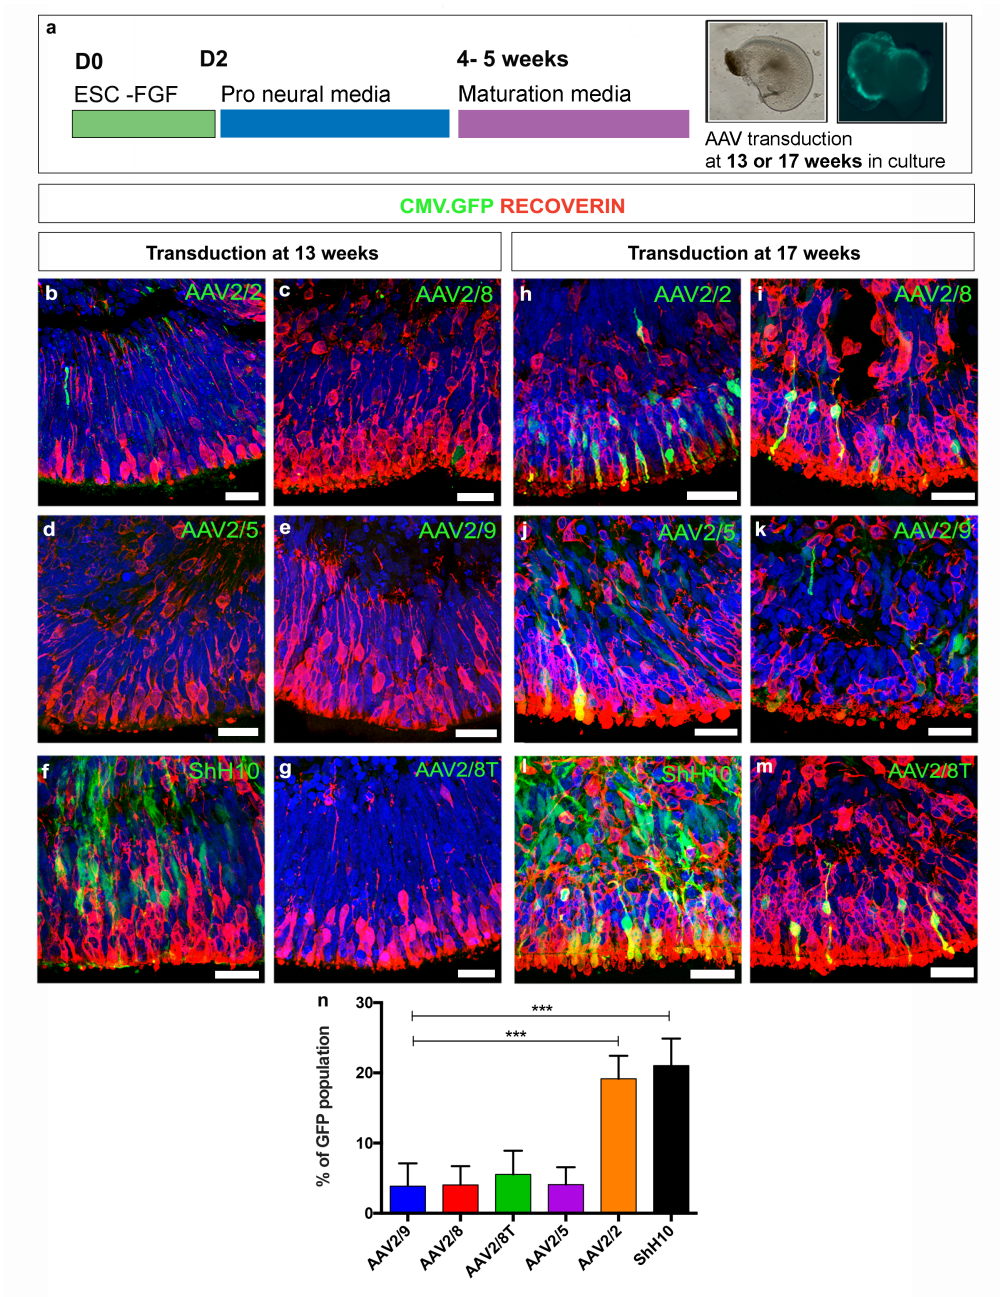 a
D0
D2
4- 5 weeks
ESC -FGF
Pro neural media
Maturation media
AAV transduction
at 13 or 17 weeks in culture
CMV.GFP RECOVERIN
Transduction at 13 weeks
Transduction at 17 weeks
b AAV2/2
c AAV2/8
h AAV2/2
i AAV2/8
d AAV2/5
e AAV2/9
j AAV2/5
k AAV2/9
f ShH10
g AAV2/8T
l ShH10
m AAV2/8T
n
% of GFP population
30
20
10
0
***
***
AAV2/9
AAV2/8
AAV2/8T
AAV2/5
AAV2/2
ShH10